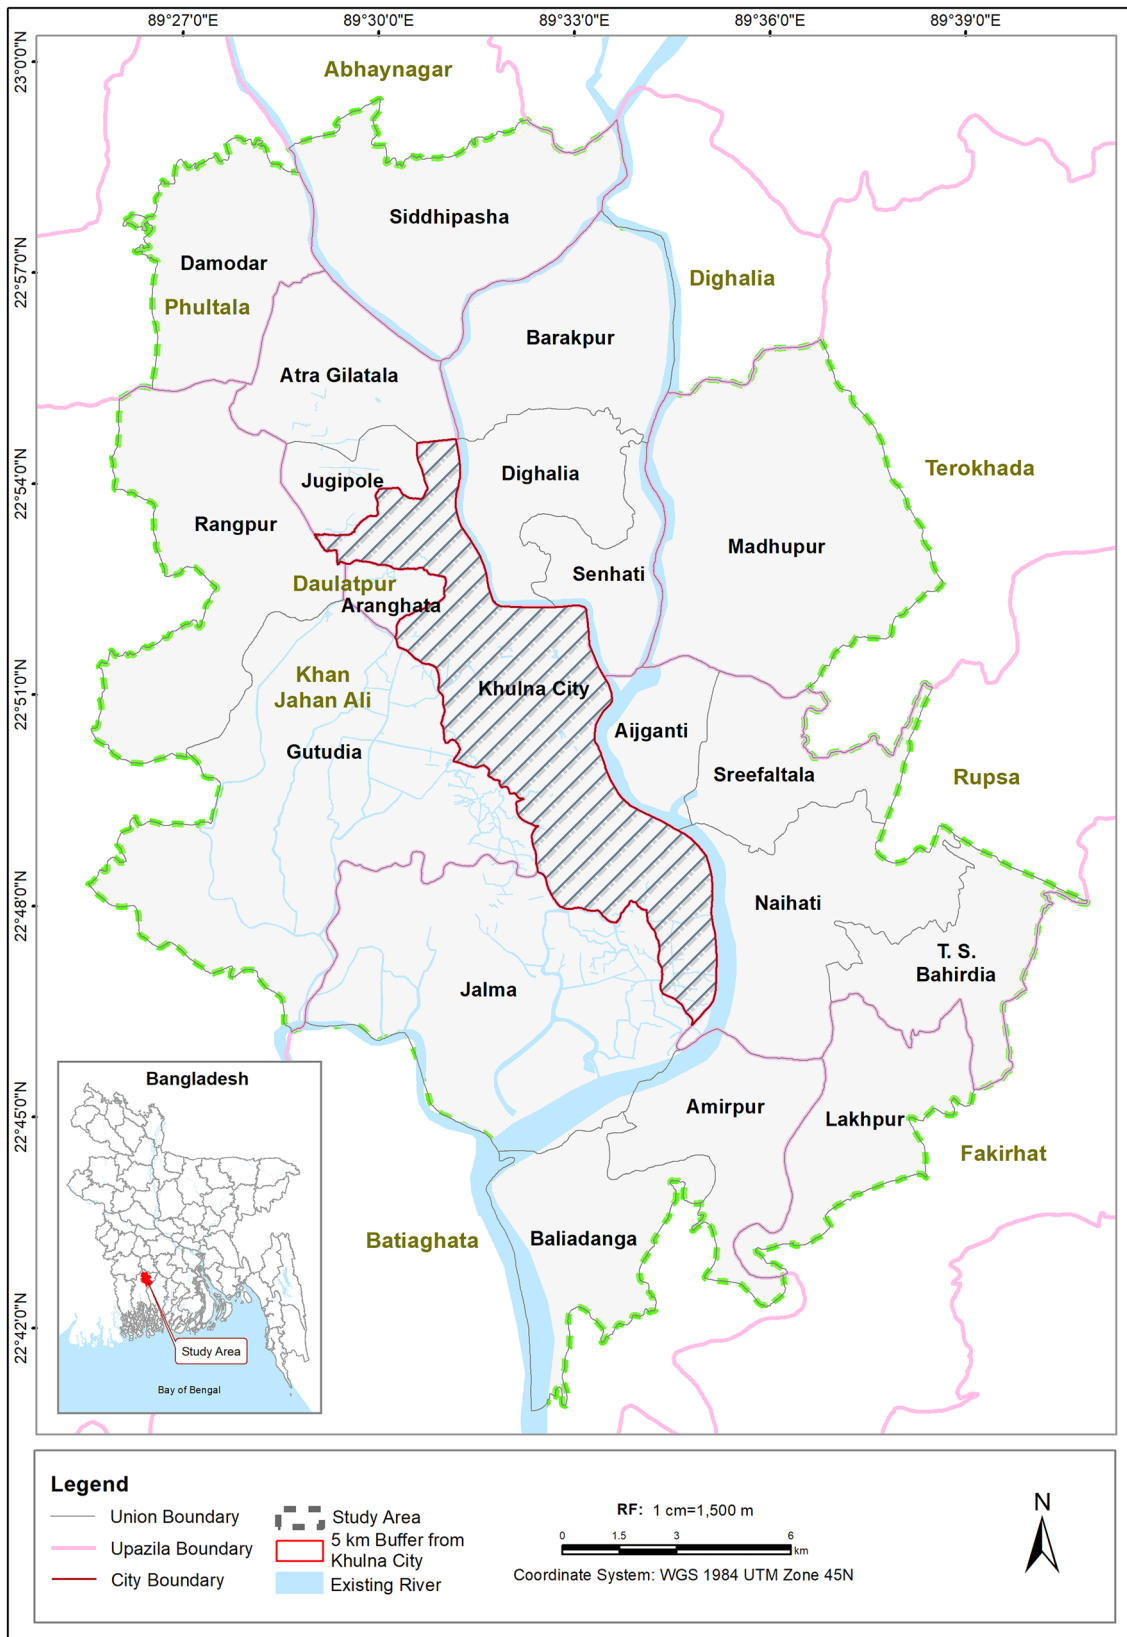 89°27'0"E
89°30'0"E
89°33'0"E
89°36'0"E
89°39'0"E
23°0'0"N
22°57'0"N
22°54'0"N
22°51'0"N
22°48'0"N
22°45'0"N
22°42'0"N
Abhaynagar
Siddhipasha
Damodar
Phultala
Dighalia
Barakpur
Atra Gilatala
Terokhada
Dighalia
Jugipole
Rangpur
Madhupur
Senhati
Daulatpur
Aranghata
Khan
Jahan Ali
Khulna City
Gutudia
Aijganti
Sreefaltala
Rupsa
Naihati
T. S.
Bahirdia
Jalma
Amirpur
Lakhpur
Fakirhat
Batiaghata
Baliadanga
Bangladesh
Study Area
Bay of Bengal
Legend
Union Boundary
Upazila Boundary
City Boundary
Study Area
5 km Buffer from
Khulna City
Existing River
RF: 1 cm=1,500 m
0 1.5 3 6
km
Coordinate System: WGS 1984 UTM Zone 45N
N